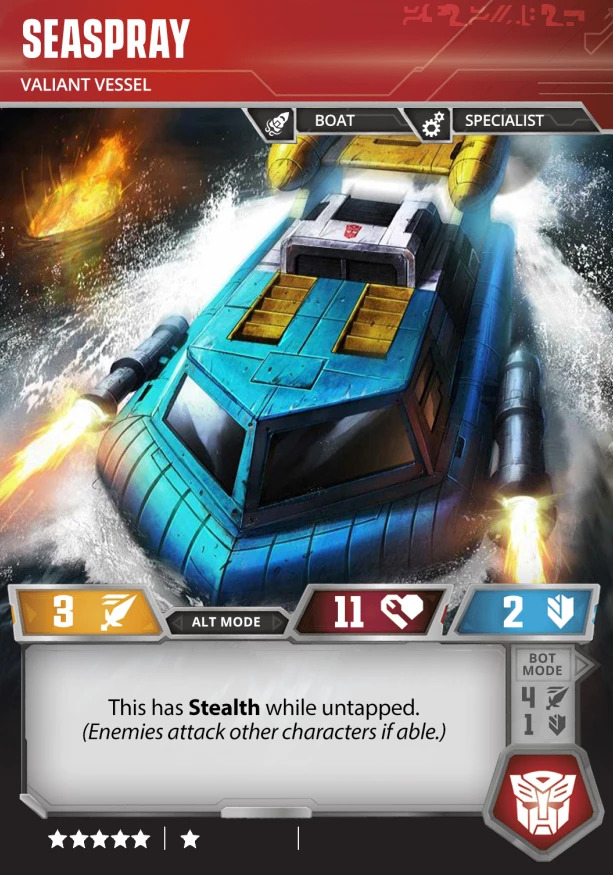 SEASPRAY
VALIANT VESSEL
BOAT
SPECIALIST
3
ALT MODE
11
2
This has Stealth while untapped.
(Enemies attack other characters if able.)
BOT
MODE
4
1